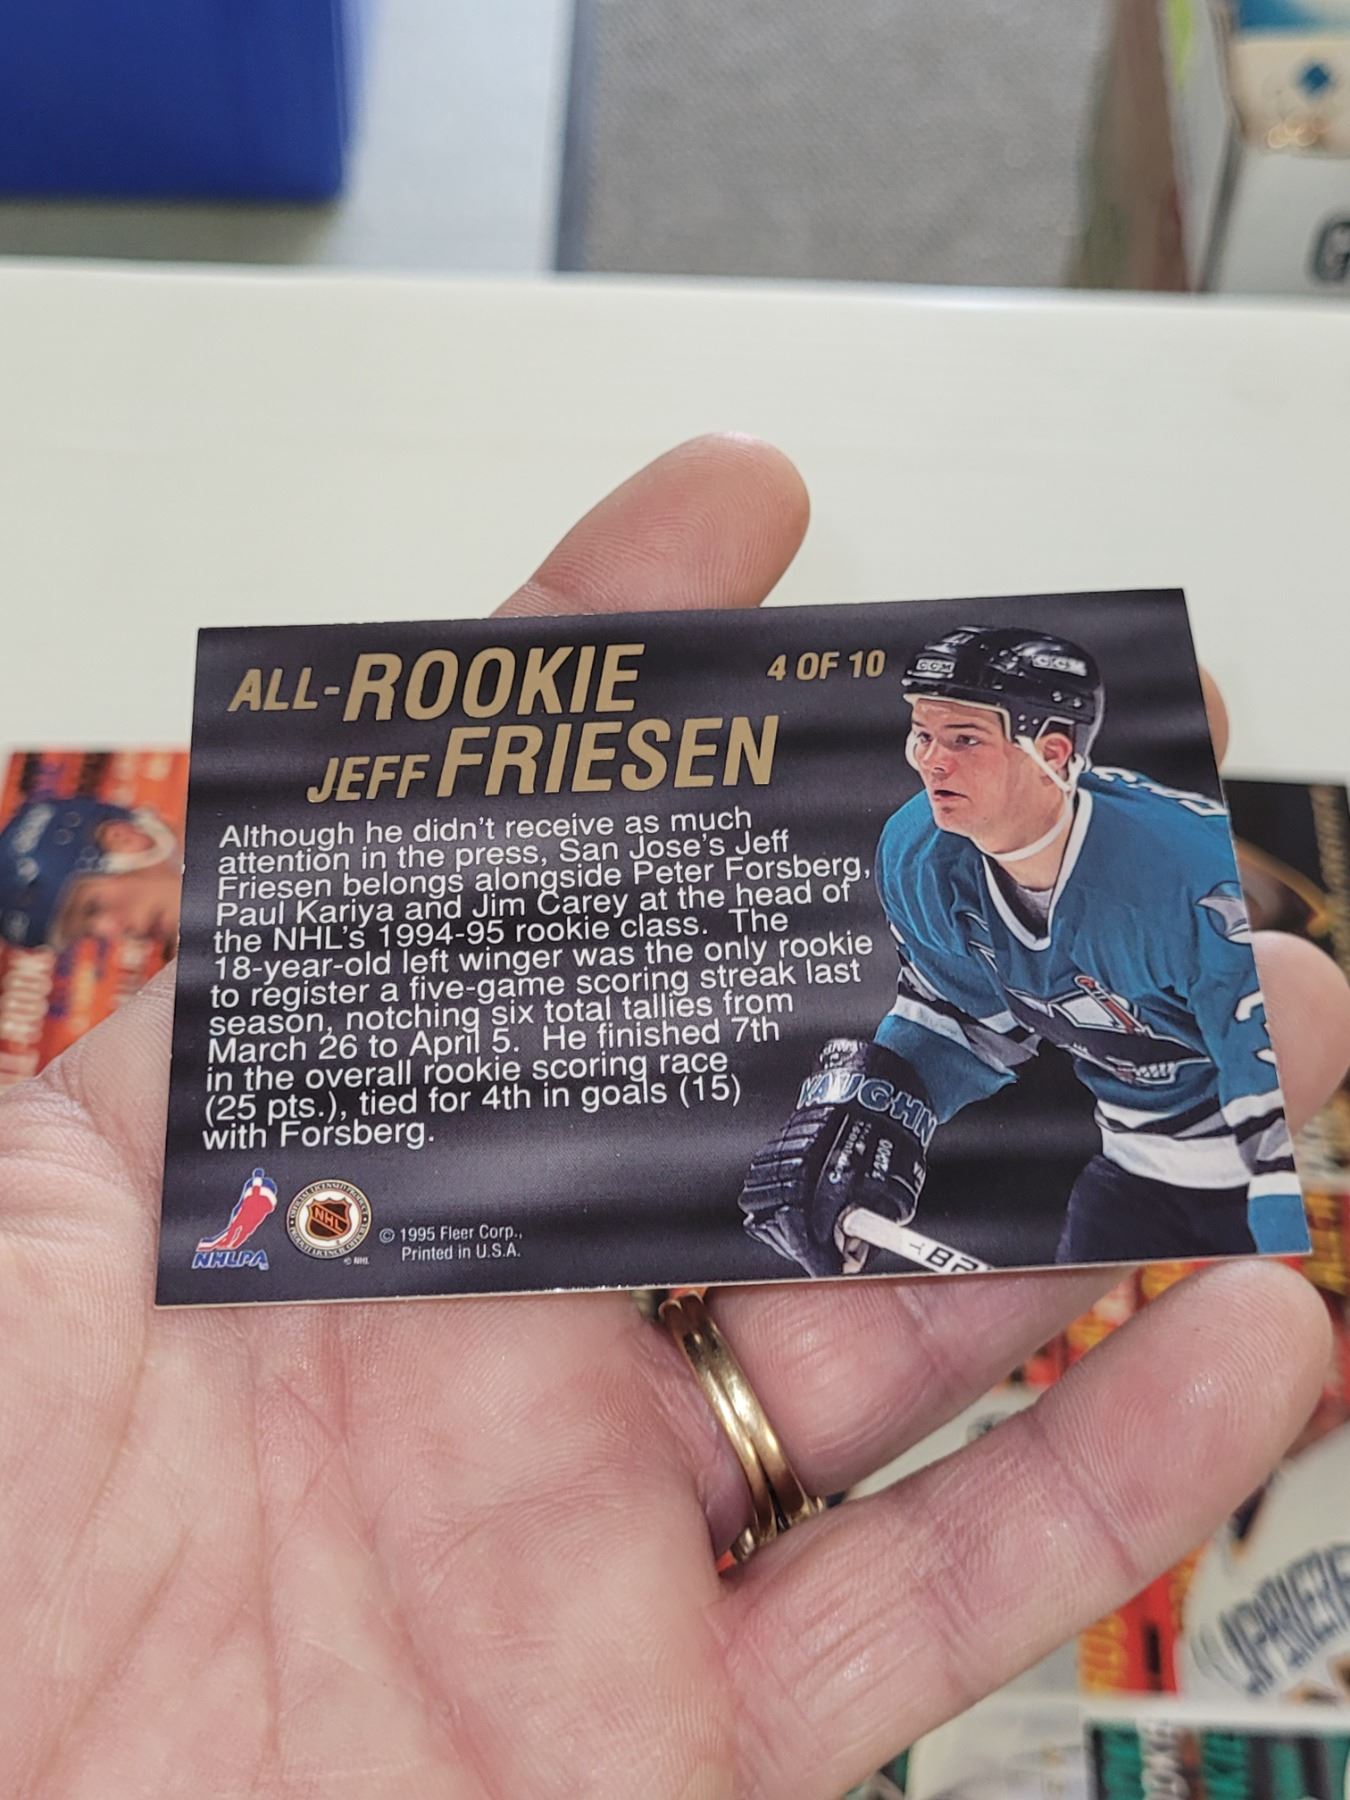 ALL-ROOKIE
4 OF 10
JEFF FRIESEN
Although he didn't receive as much
attention in the press, San Jose's Jeff
Friesen belongs alongside Peter Forsberg,
Paul Kariya and Jim Carey at the head of
the NHL's 1994-95 rookie class. The
18-year-old left winger was the only rookie
to register a five-game scoring streak last
season, notching six total tallies from
March 26 to April 5. He finished 7th
in the overall rookie scoring race
(25 pts.), tied for 4th in goals (15)
with Forsberg.
NHLPA
NHL
© NHL
© 1995 Fleer Corp.,
Printed in U.S.A.
CCM
CCM
VAUGHN